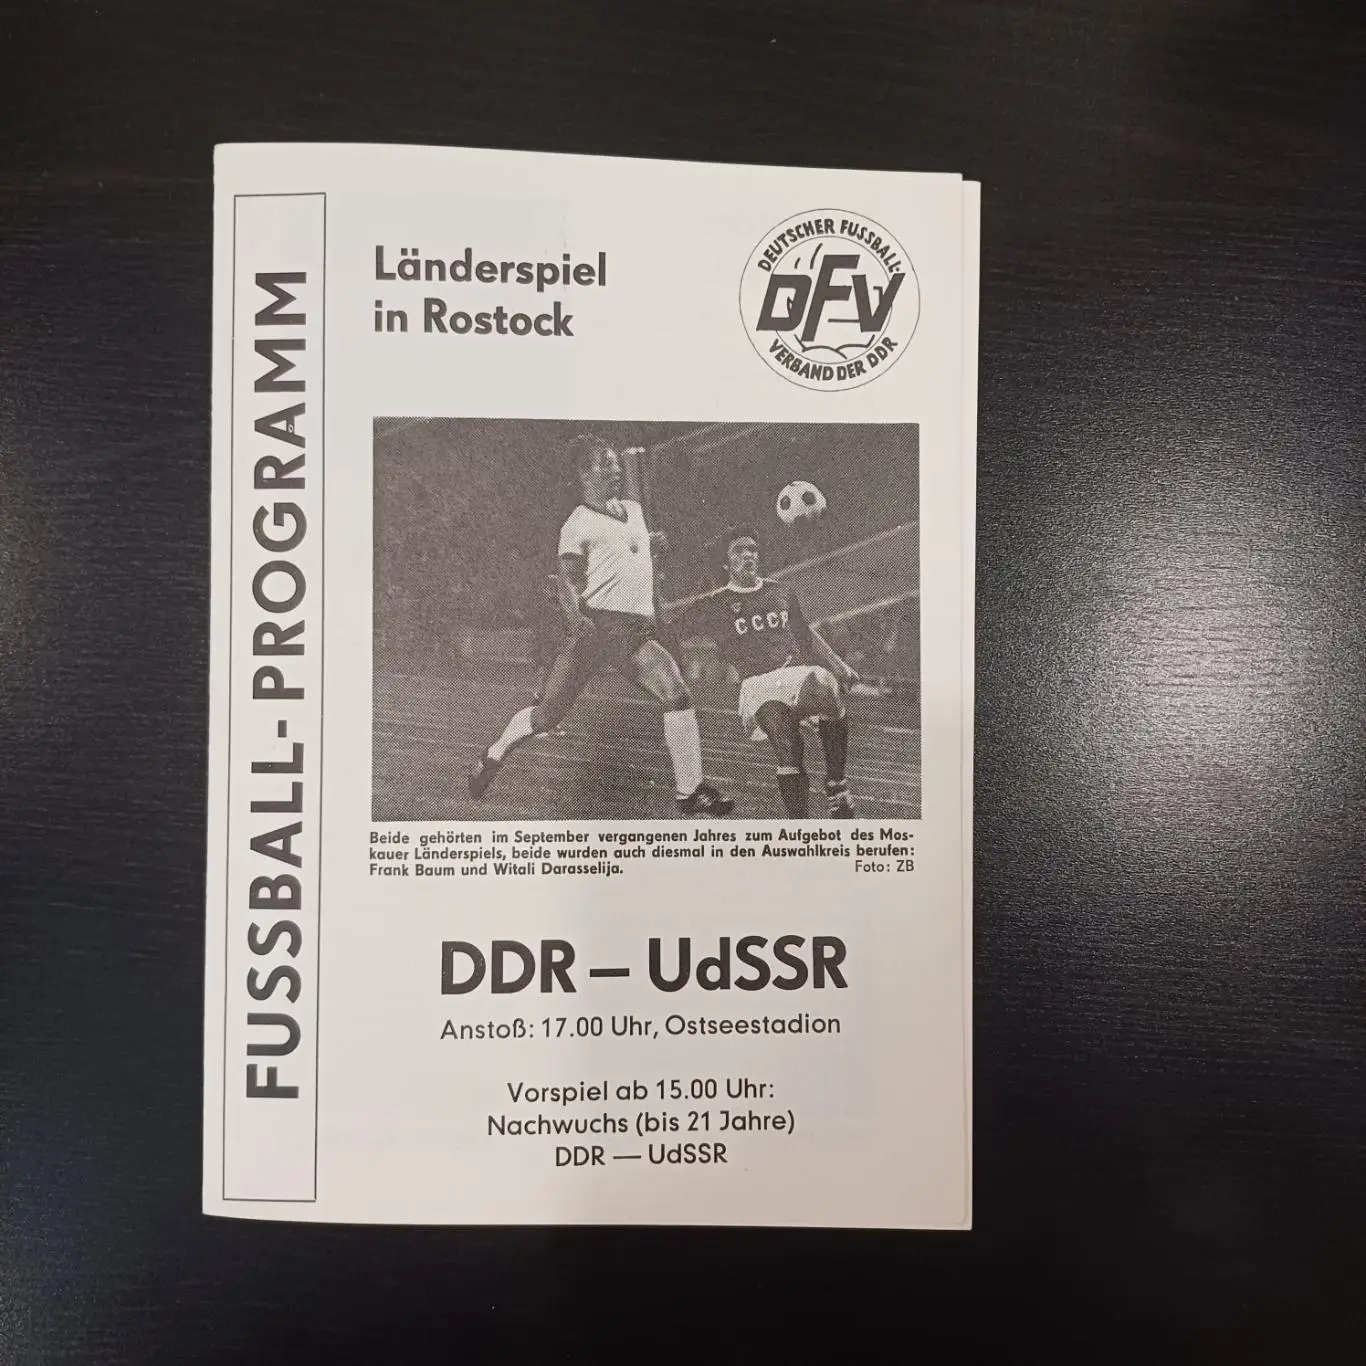 FUSSBALL-PROGRAMM
Länderspiel
in Rostock
DEUTSCHER FUSSBALL-
DFV
VERBAND DER DDR
CCCP
Beide gehörten im September vergangenen Jahres zum Aufgebot des Mos-
kauer Länderspiels, beide wurden auch diesmal in den Auswahlkreis berufen:
Frank Baum und Witali Darasselija. Foto: ZB
DDR – UdSSR
Anstoß: 17.00 Uhr, Ostseestadion
Vorspiel ab 15.00 Uhr:
Nachwuchs (bis 21 Jahre)
DDR — UdSSR